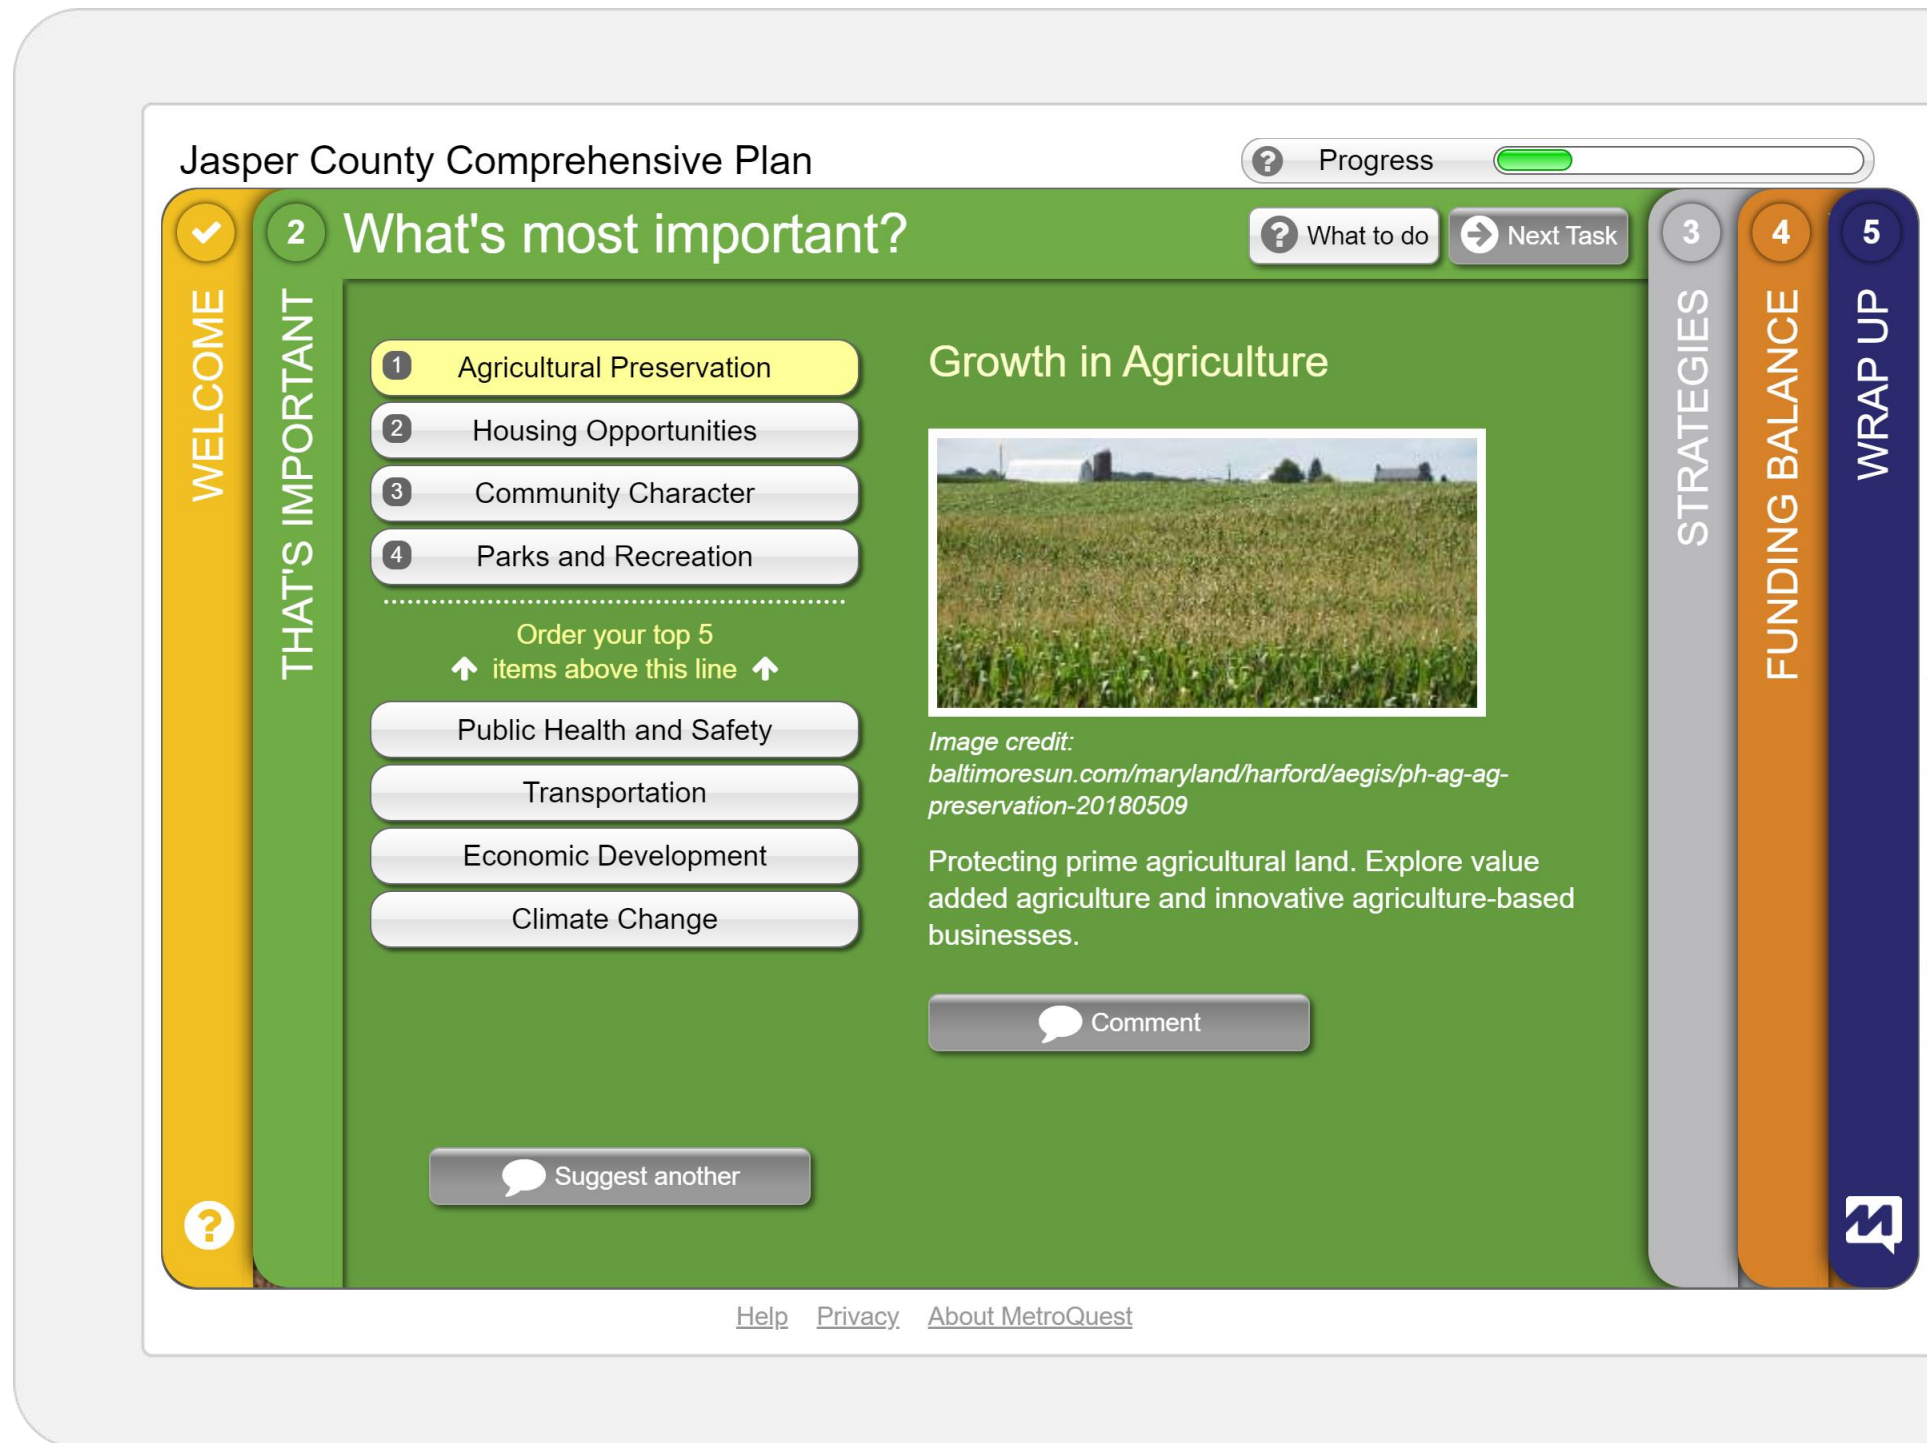 Jasper County Comprehensive Plan
Progress
WELCOME
2
THAT'S IMPORTANT
What's most important?
What to do
Next Task
1 Agricultural Preservation
2 Housing Opportunities
3 Community Character
4 Parks and Recreation
Order your top 5
items above this line
Public Health and Safety
Transportation
Economic Development
Climate Change
Suggest another
Growth in Agriculture
Image credit:
baltimoresun.com/maryland/harford/aegis/ph-ag-ag-
preservation-20180509
Protecting prime agricultural land. Explore value
added agriculture and innovative agriculture-based
businesses.
Comment
3
STRATEGIES
4
FUNDING BALANCE
5
WRAP UP
Help Privacy About MetroQuest